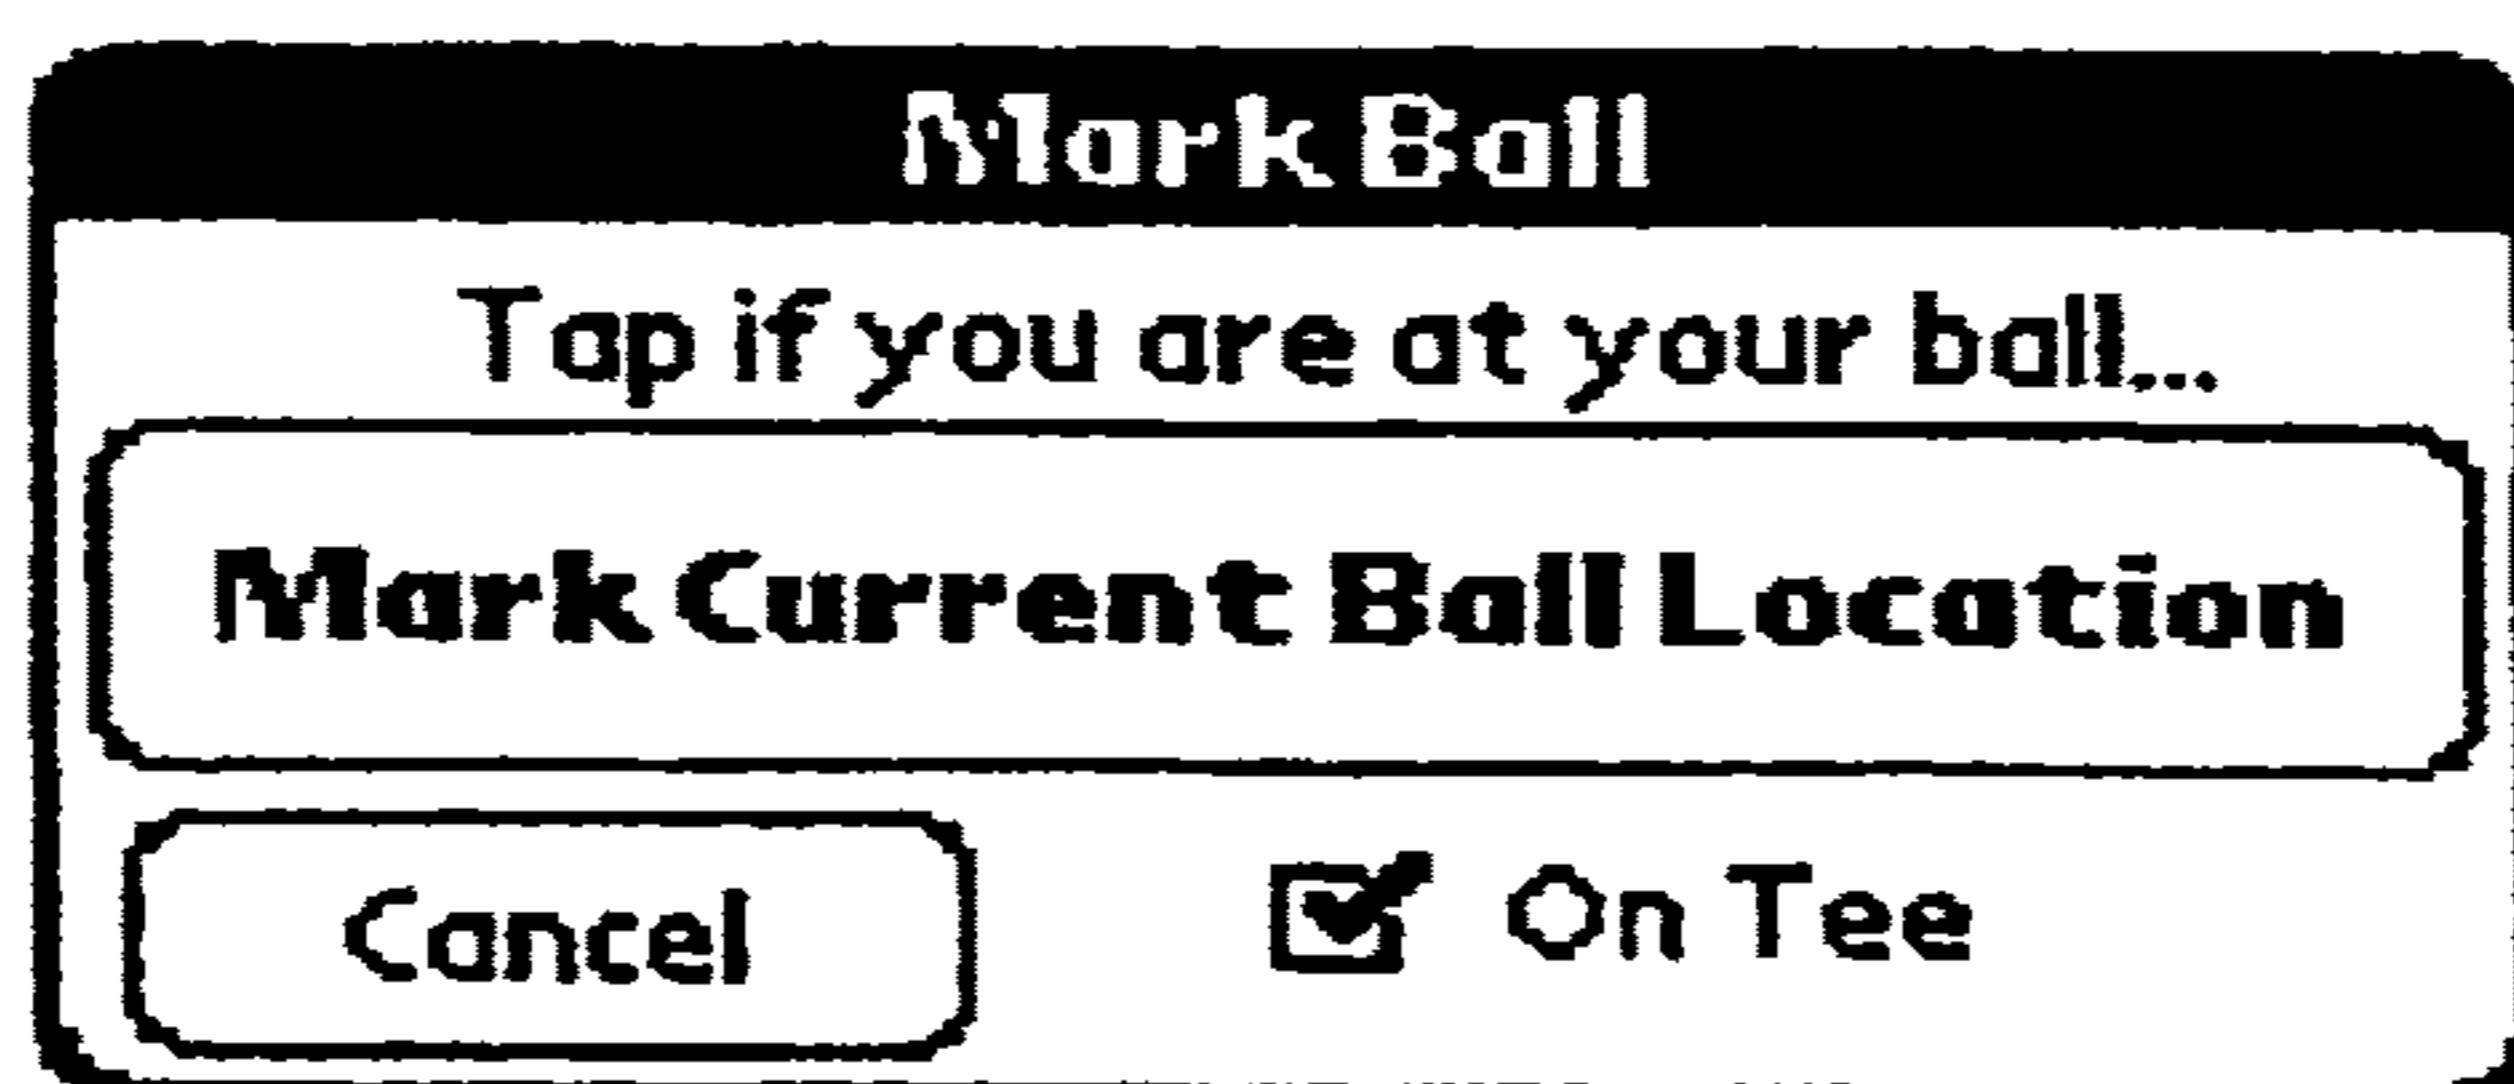 Mark Ball
Tap if you are at your ball...
Mark Current Ball Location
Cancel
On Tee